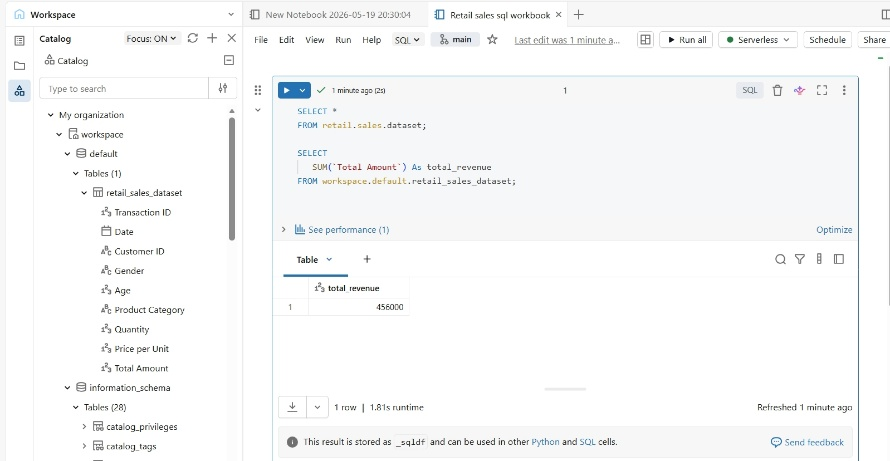 Workspace
New Notebook 2026-05-19 20:30:04
Retail sales sql workbook
Catalog
Focus: ON
File Edit View Run Help SQL main Last edit was 1 minute a... Run all Serverless Schedule Share
Catalog
Type to search
My organization
workspace
default
Tables (1)
retail_sales_dataset
Transaction ID
Date
Customer ID
Gender
Age
Product Category
Quantity
Price per Unit
Total Amount
information_schema
Tables (28)
catalog_privileges
catalog_tags
1 minute ago (2s)
1
SQL
SELECT *
FROM retail.sales.dataset;
SELECT
SUM(`Total Amount`) As total_revenue
FROM workspace.default.retail_sales_dataset;
See performance (1)
Optimize
Table
total_revenue
1 456000
1 row | 1.81s runtime
Refreshed 1 minute ago
This result is stored as _sqldf and can be used in other Python and SQL cells.
Send feedback